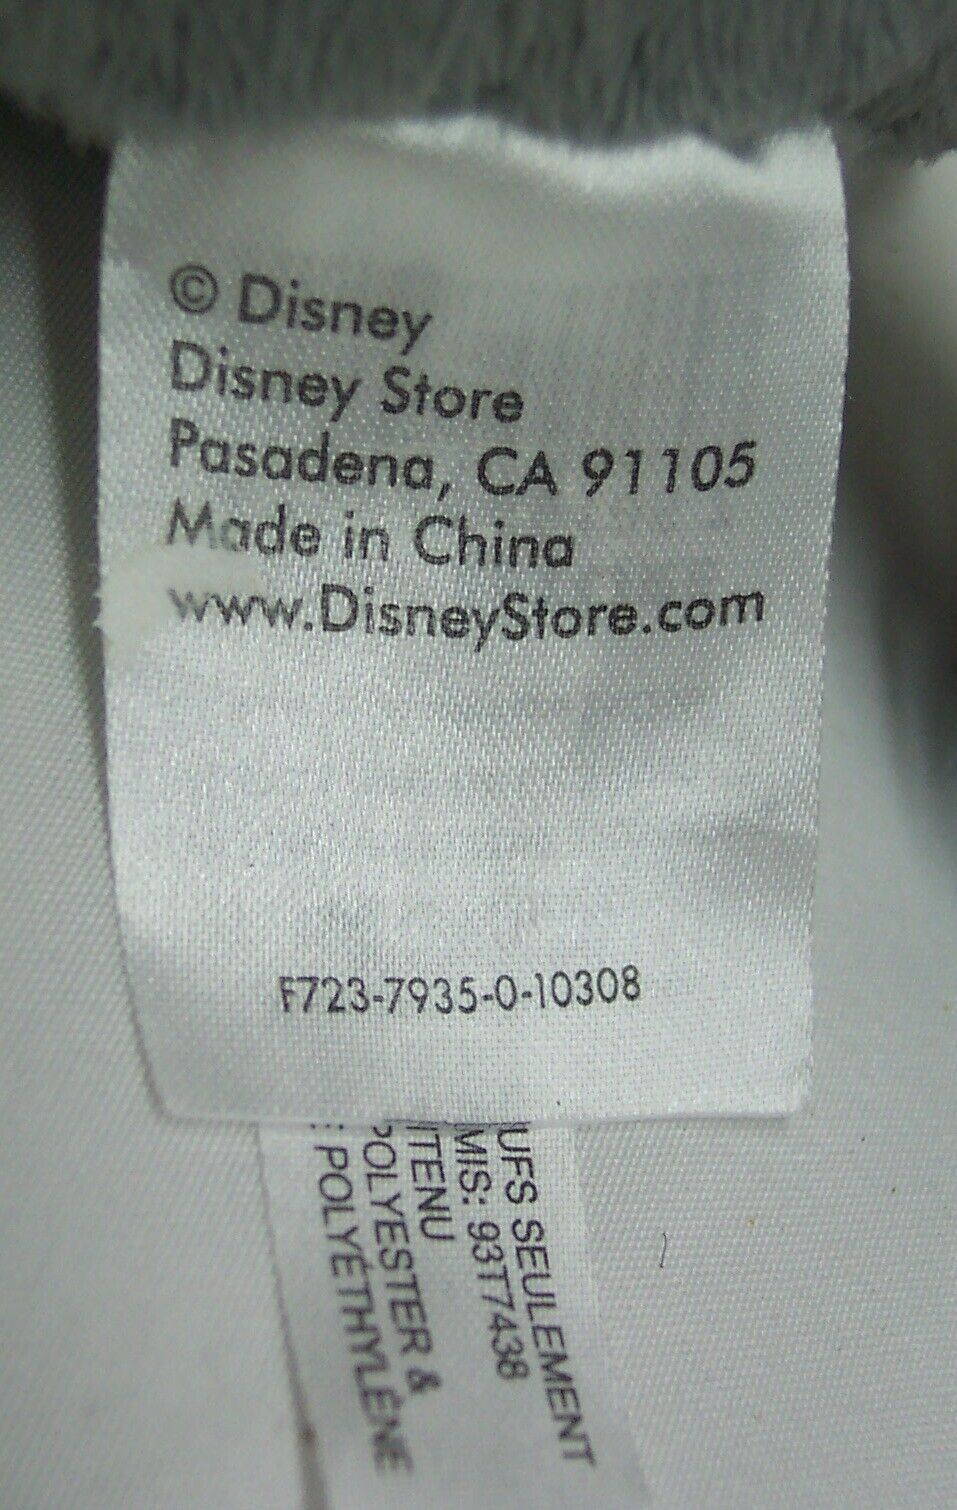 © Disney
Disney Store
Pasadena, CA 91105
Made in China
www.DisneyStore.com
F723-7935-0-10308
UFS SEULEMENT
MIS: 93T7438
ITENU
POLYESTER &
: POLYÉTHYLÈNE